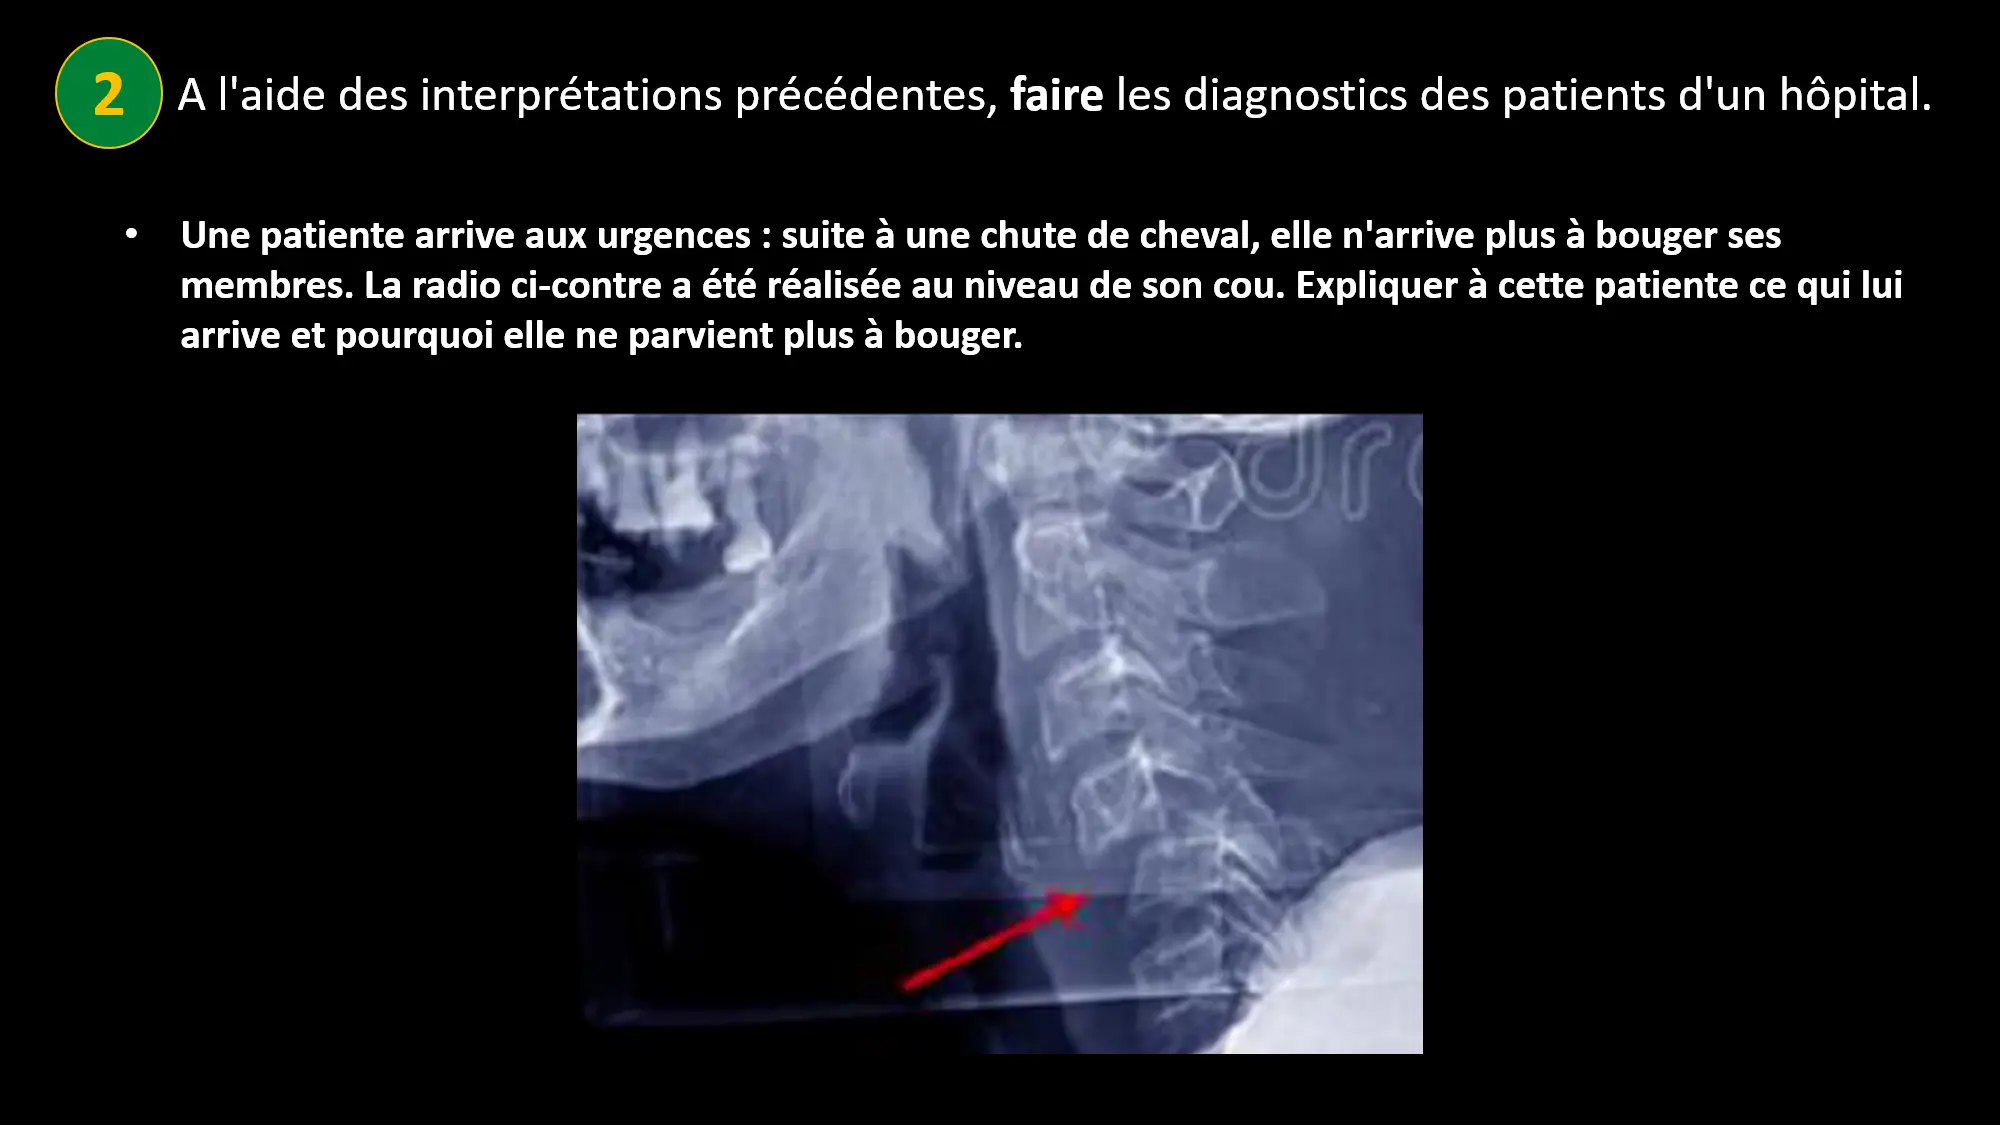 2
A l'aide des interprétations précédentes, faire les diagnostics des patients d'un hôpital.
• Une patiente arrive aux urgences : suite à une chute de cheval, elle n'arrive plus à bouger ses
membres. La radio ci-contre a été réalisée au niveau de son cou. Expliquer à cette patiente ce qui lui
arrive et pourquoi elle ne parvient plus à bouger.